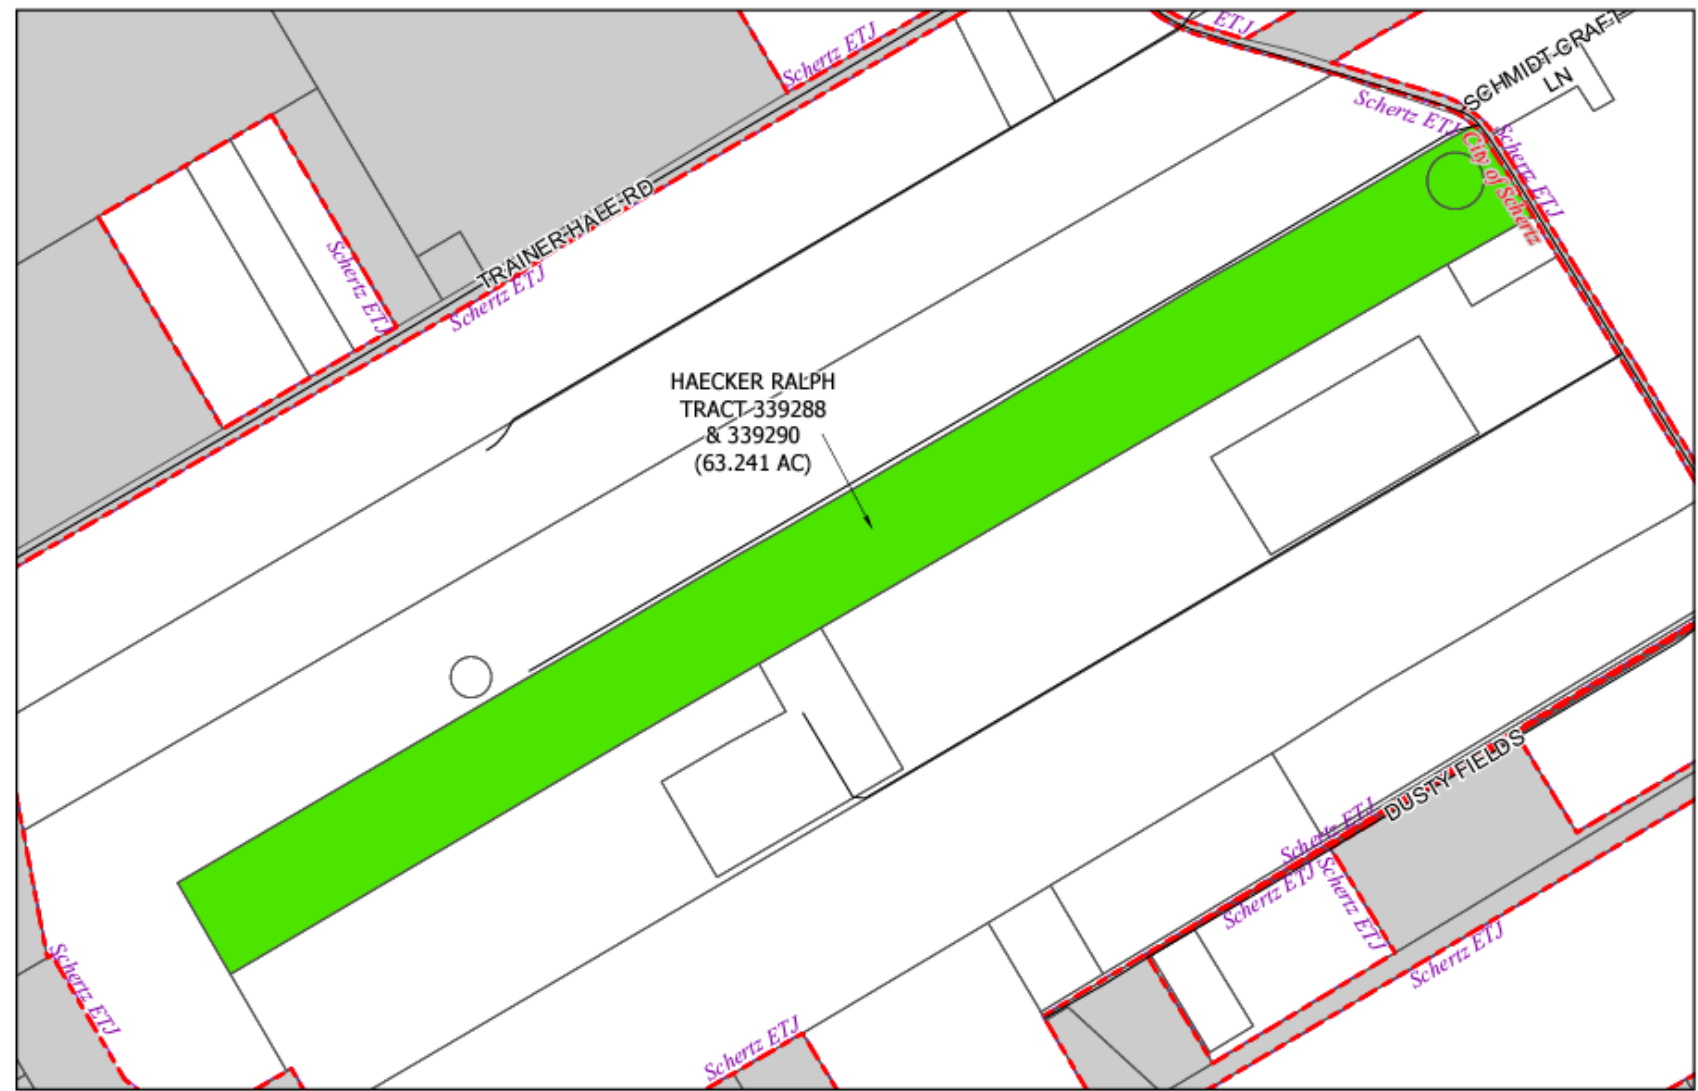 ETJ
Schertz ETJ
SCHMIDT-GRAFT
LN
Schertz ETJ
Schertz ETJ
City of Schertz
TRAINER-HALE-RD
Schertz ETJ
Schertz ETJ
HAECKER RALPH
TRACT 339288
& 339290
(63.241 AC)
DUSTY FIELDS
Schertz ETJ
Schertz ETJ
Schertz ETJ
Schertz ETJ
Schertz ETJ
Schertz ETJ